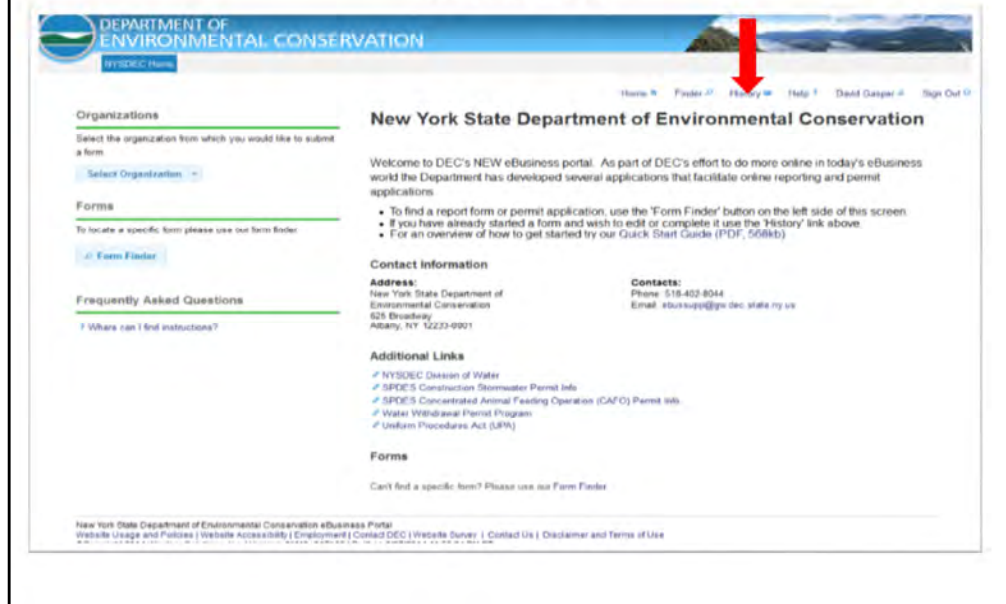 DEPARTMENT OF
ENVIRONMENTAL CONSERVATION
NYSDEC Home
Home Finder History Help ? David Gasper Sign Out
Organizations
Select the organization from which you would like to submit
a form.
Select Organization
Forms
To locate a specific form please use our form finder
Form Finder
Frequently Asked Questions
? Where can I find instructions?
New York State Department of Environmental Conservation
Welcome to DEC's NEW eBusiness portal. As part of DEC's effort to do more online in today's eBusiness
world the Department has developed several applications that facilitate online reporting and permit
applications.
• To find a report form or permit application, use the 'Form Finder' button on the left side of this screen.
• If you have already started a form and wish to edit or complete it use the 'History' link above.
• For an overview of how to get started try our Quick Start Guide (PDF, 568kb)
Contact Information
Address:
New York State Department of
Environmental Conservation
625 Broadway
Albany, NY 12233-0001
Contacts:
Phone: 518-402-8044
Email: ebussupp@gw.dec.state.ny.us
Additional Links
NYSDEC Division of Water
SPDES Construction Stormwater Permit Info
SPDES Concentrated Animal Feeding Operation (CAFO) Permit Info
Water Withdrawal Permit Program
Uniform Procedures Act (UPA)
Forms
Can't find a specific form? Please use our Form Finder
New York State Department of Environmental Conservation eBusiness Portal
Website Usage and Policies | Website Accessibility | Employment | Contact DEC | Website Survey | Contact Us | Disclaimer and Terms of Use